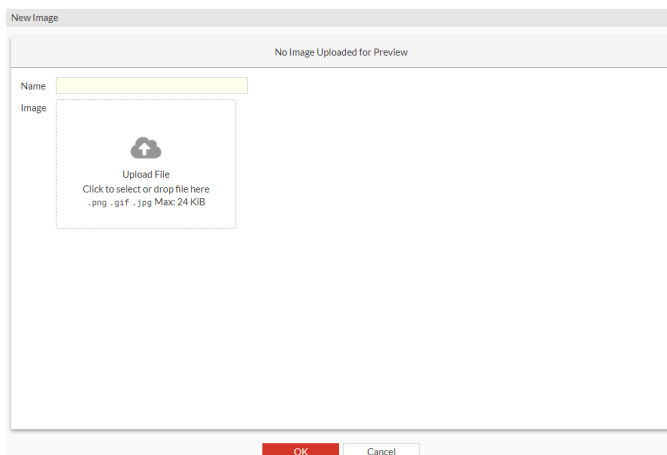 New Image
No Image Uploaded for Preview
Name
Image
Upload File
Click to select or drop file here
.png .gif .jpg Max: 24 KiB
OK Cancel